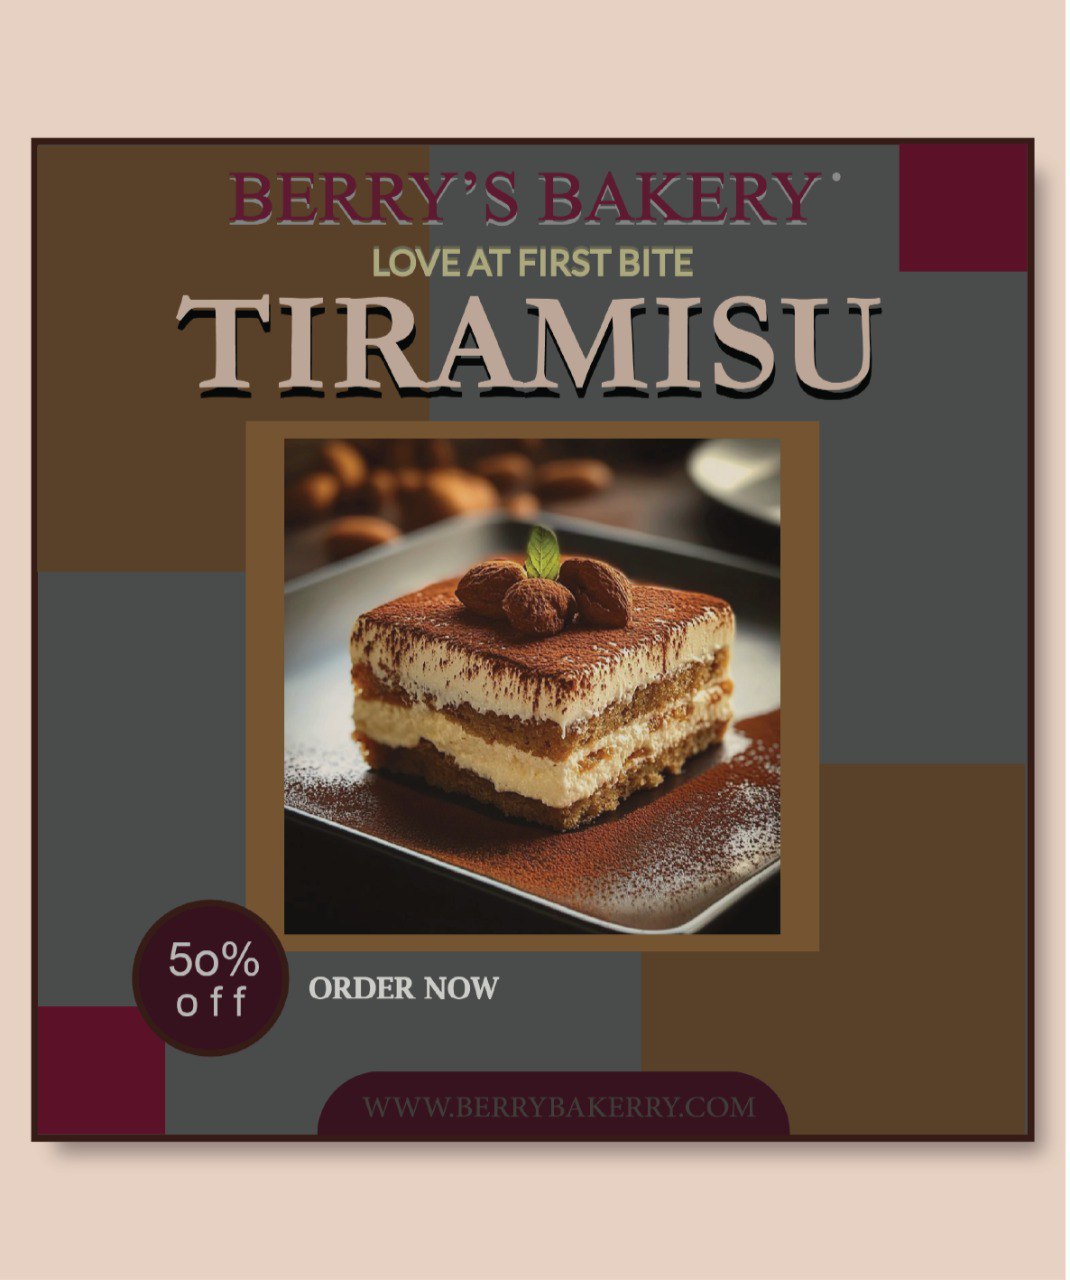 BERRY'S BAKERY
LOVE AT FIRST BITE
TIRAMISU
50%
off
ORDER NOW
WWW.BERRYBAKERRY.COM